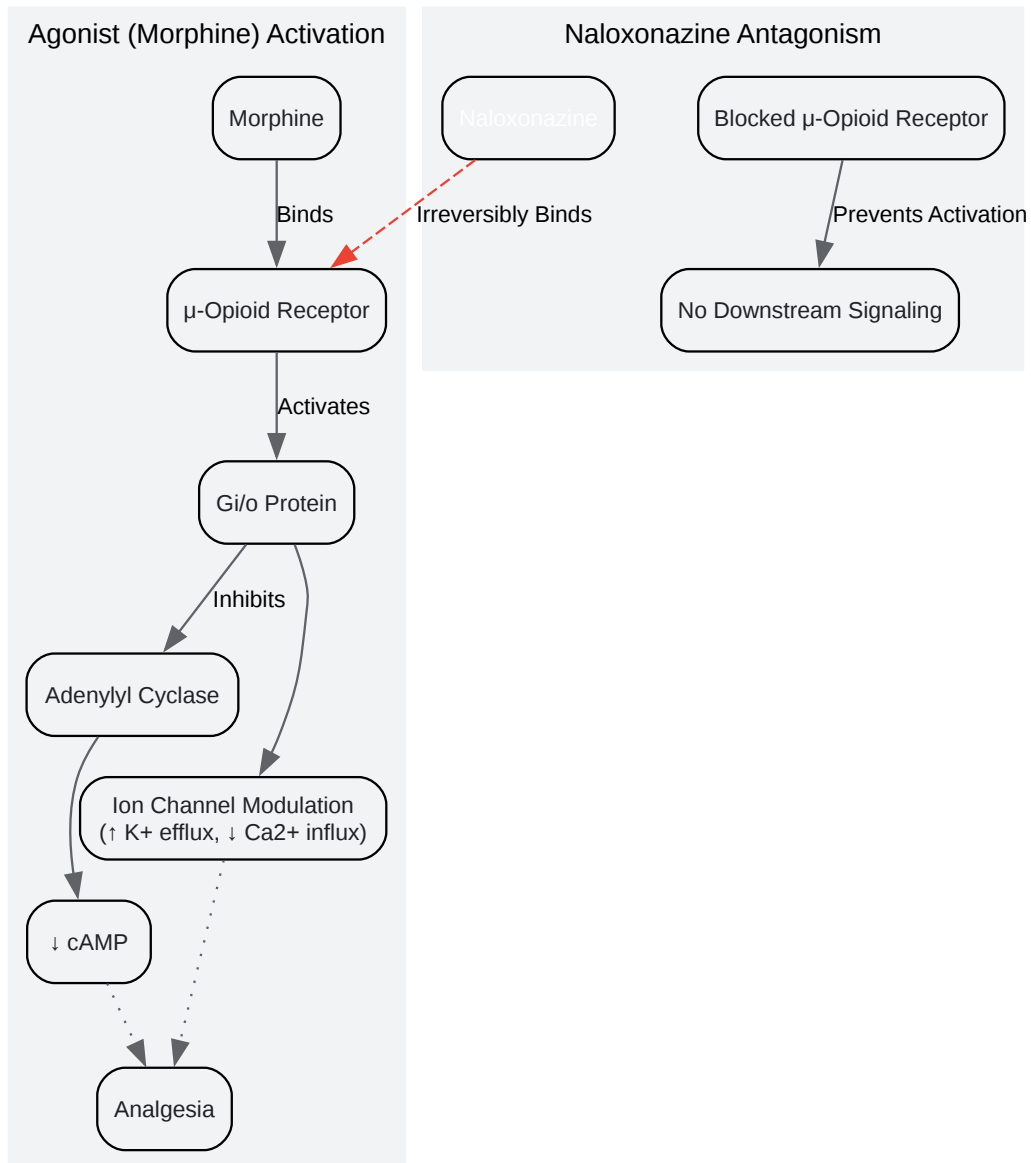 Agonist (Morphine) Activation
Naloxonazine Antagonism
Morphine
Naloxonazine
Blocked μ-Opioid Receptor
Binds
Irreversibly Binds
Prevents Activation
μ-Opioid Receptor
No Downstream Signaling
Activates
Gi/o Protein
Inhibits
Adenylyl Cyclase
Ion Channel Modulation
(↑ K+ efflux, ↓ Ca2+ influx)
↓ cAMP
Analgesia